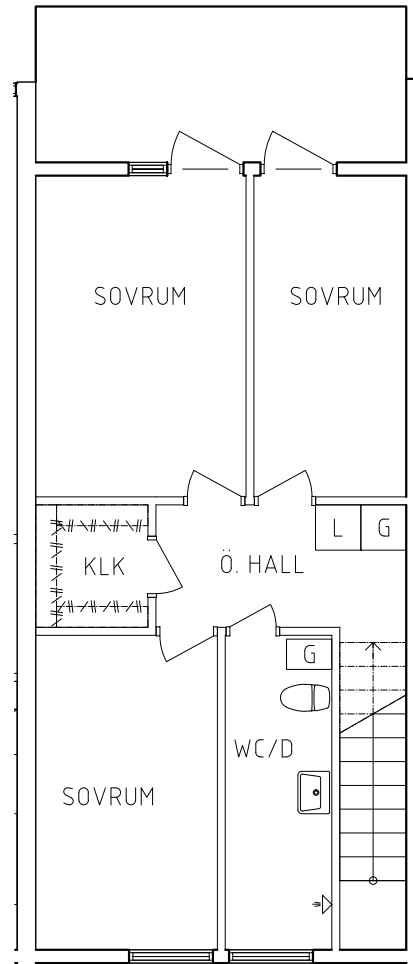 SOVRUM
SOVRUM
L
G
KLK
Ö. HALL
G
WC/D
SOVRUM